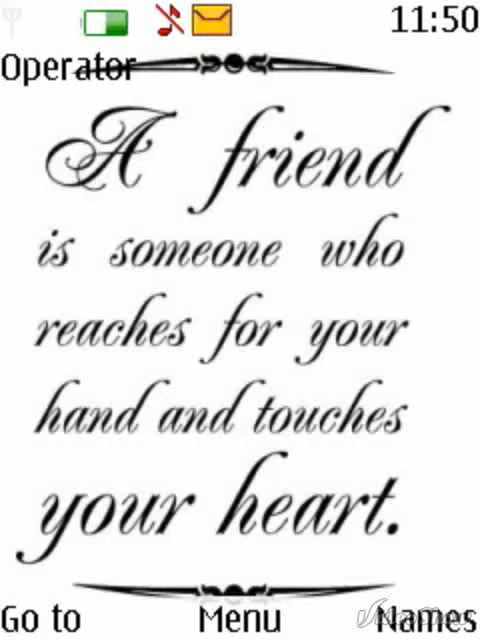 11:50
Operator
A friend
is someone who
reaches for your
hand and touches
your heart.
Go to Menu Names